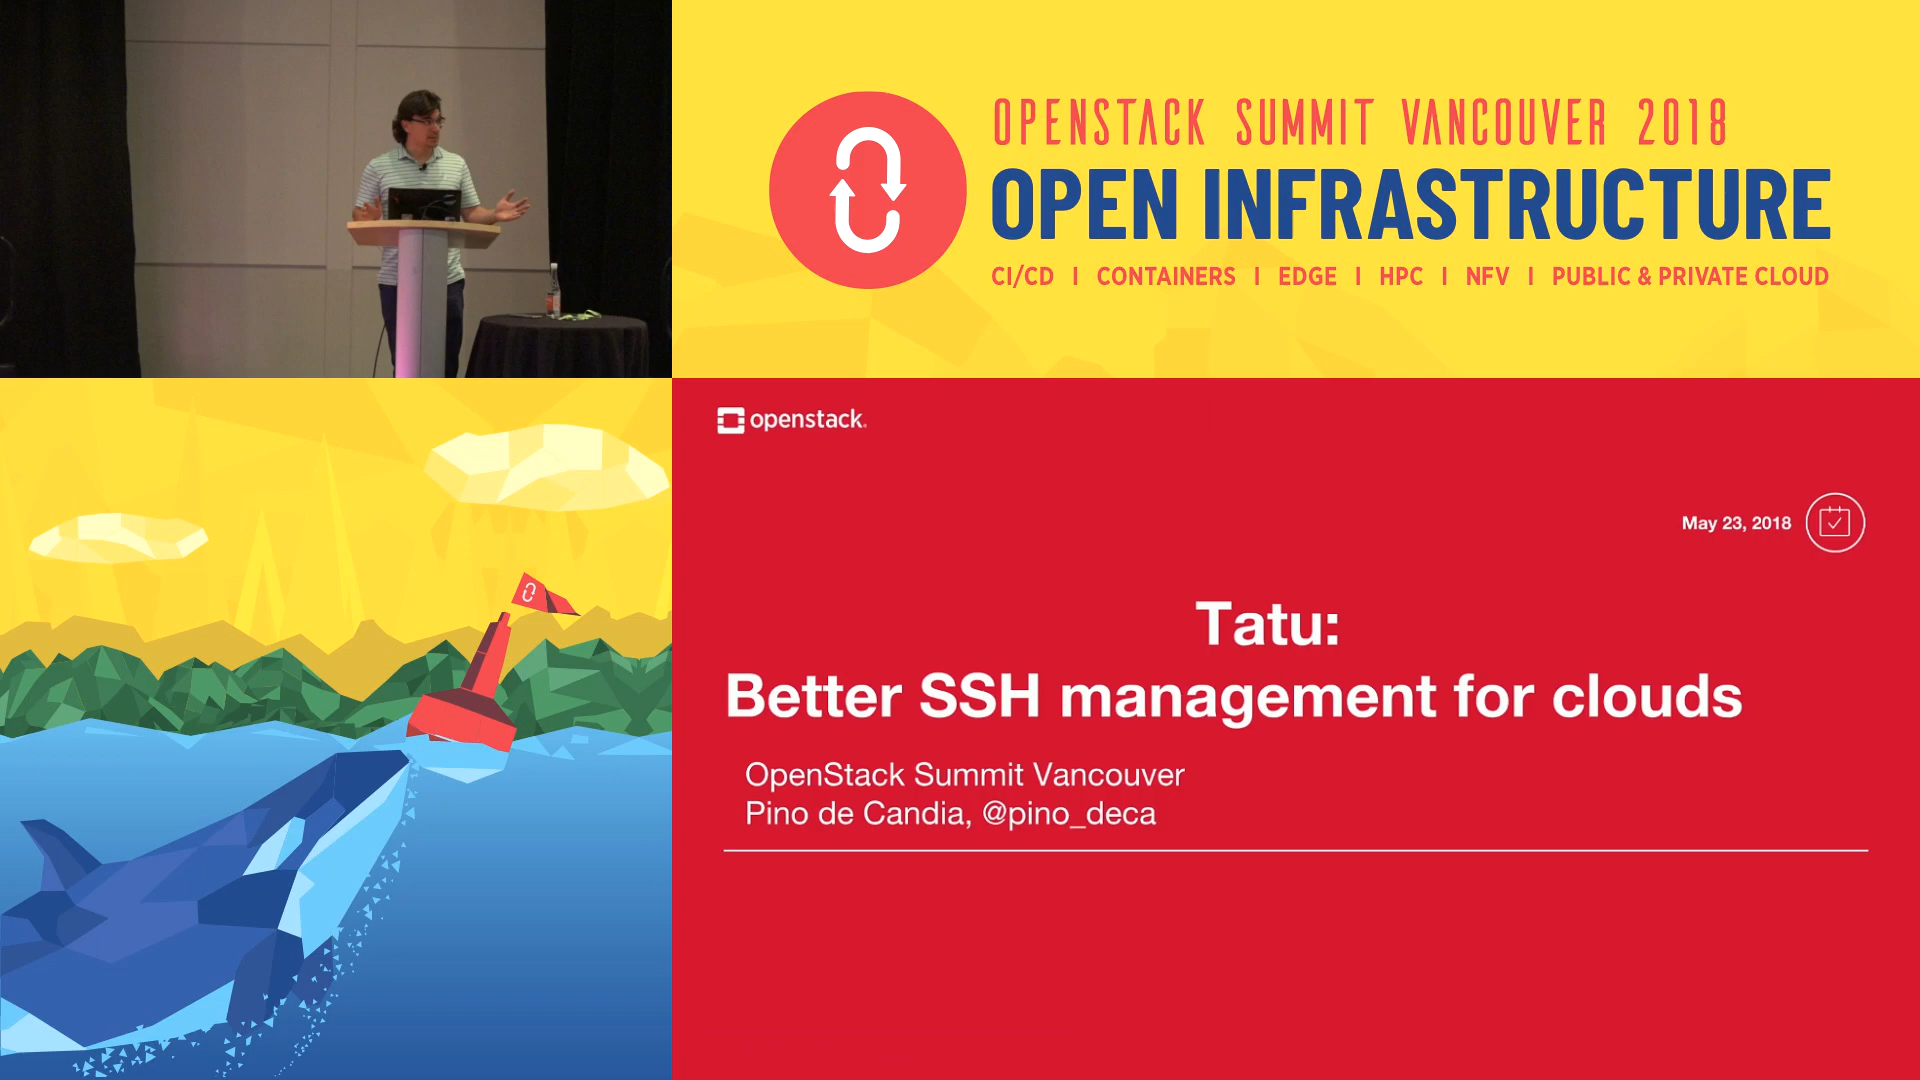 OPENSTACK SUMMIT VANCOUVER 2018
OPEN INFRASTRUCTURE
CI/CD | CONTAINERS | EDGE | HPC | NFV | PUBLIC & PRIVATE CLOUD
openstack.
May 23, 2018
Tatu:
Better SSH management for clouds
OpenStack Summit Vancouver
Pino de Candia, @pino_deca